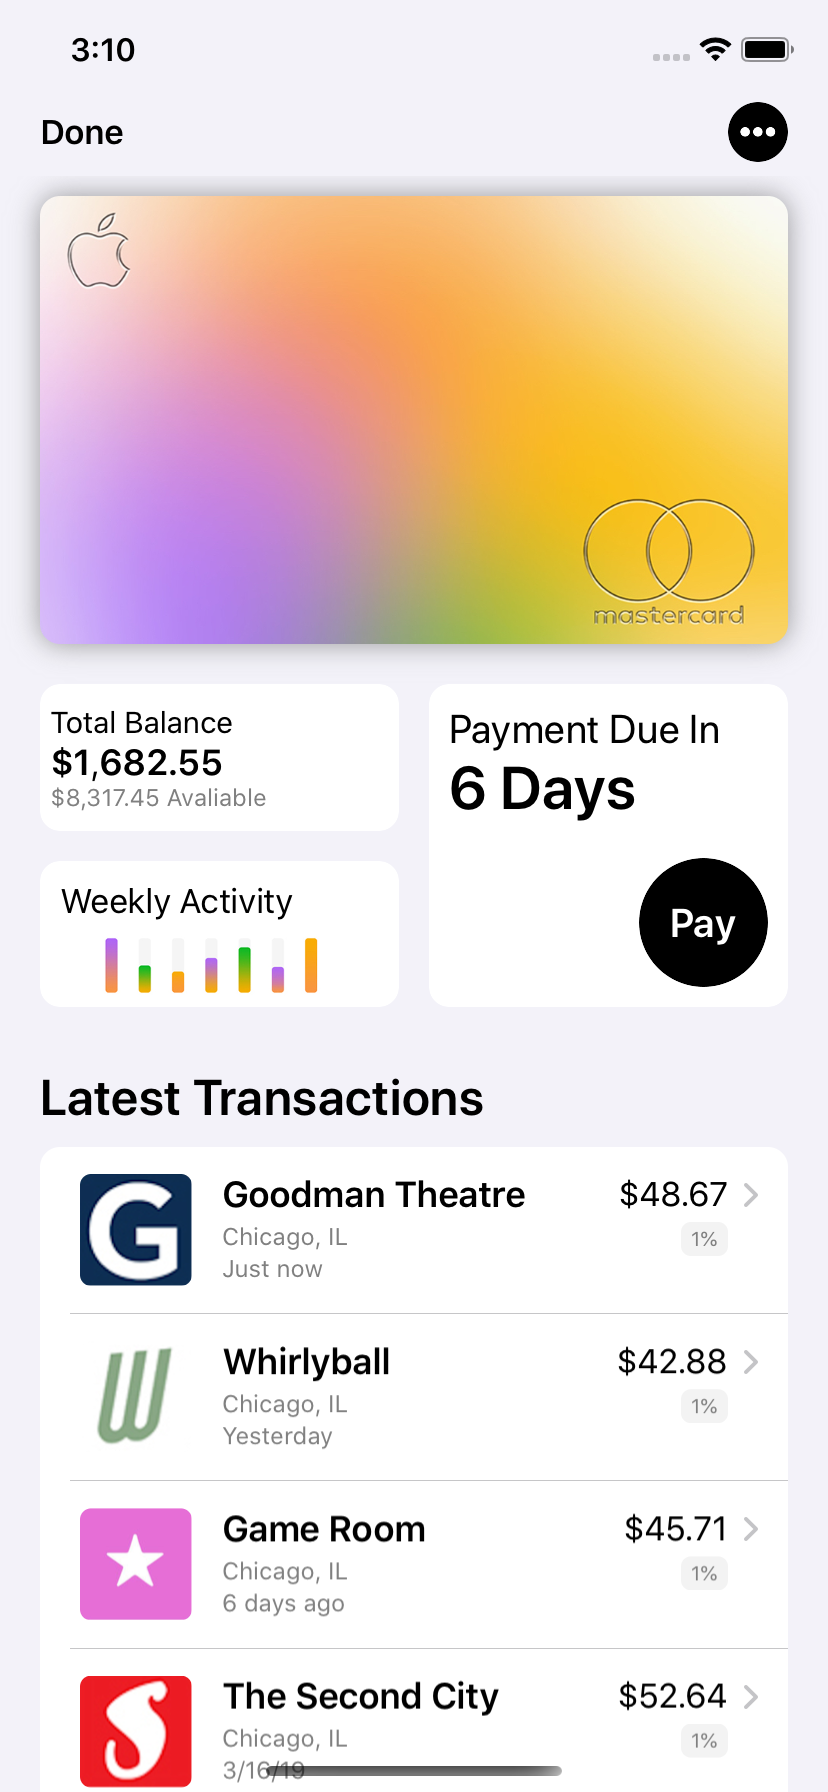 3:10
Done
mastercard
Total Balance
$1,682.55
$8,317.45 Avaliable
Payment Due In
6 Days
Weekly Activity
Pay
Latest Transactions
G
Goodman Theatre $48.67
Chicago, IL 1%
Just now
W
Whirlyball $42.88
Chicago, IL 1%
Yesterday
Game Room $45.71
Chicago, IL 1%
6 days ago
S
The Second City $52.64
Chicago, IL 1%
3/16/19